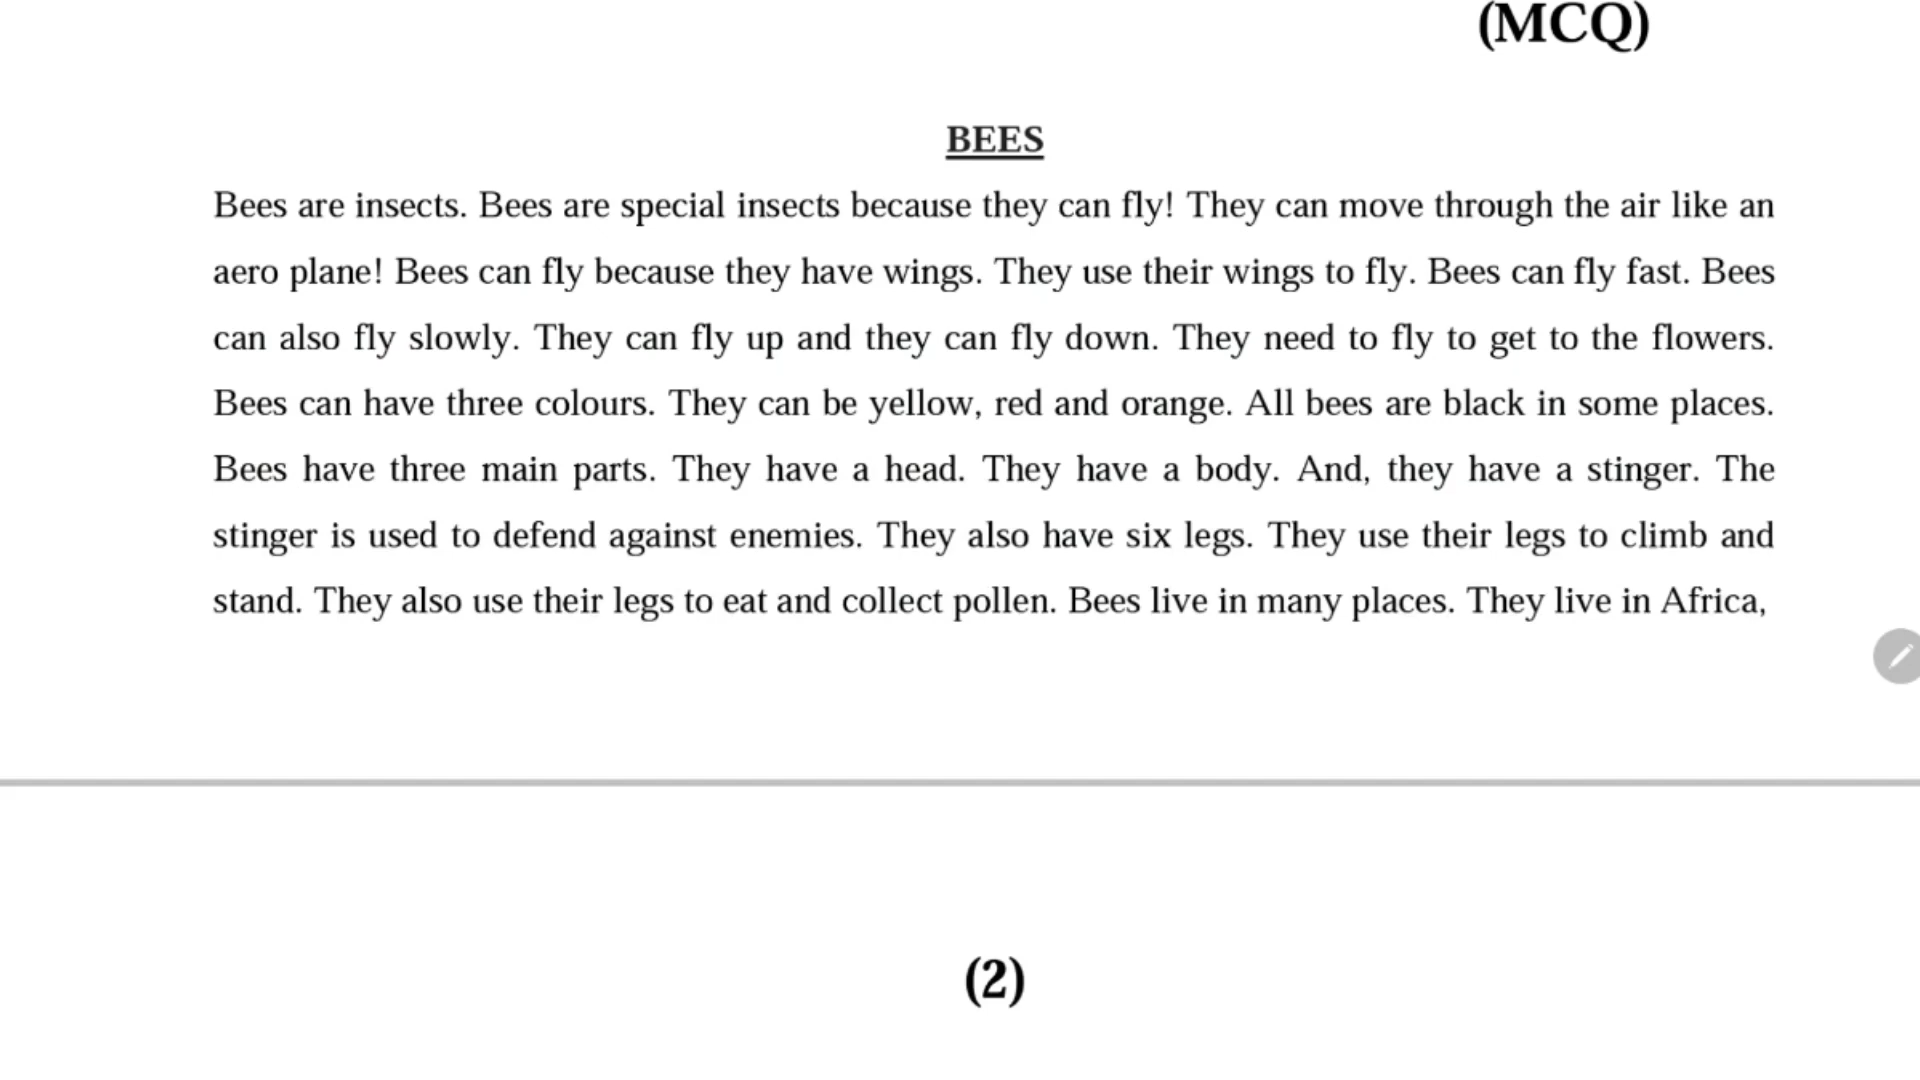 (MCQ)
BEES
Bees are insects. Bees are special insects because they can fly! They can move through the air like an
aero plane! Bees can fly because they have wings. They use their wings to fly. Bees can fly fast. Bees
can also fly slowly. They can fly up and they can fly down. They need to fly to get to the flowers.
Bees can have three colours. They can be yellow, red and orange. All bees are black in some places.
Bees have three main parts. They have a head. They have a body. And, they have a stinger. The
stinger is used to defend against enemies. They also have six legs. They use their legs to climb and
stand. They also use their legs to eat and collect pollen. Bees live in many places. They live in Africa,
(2)